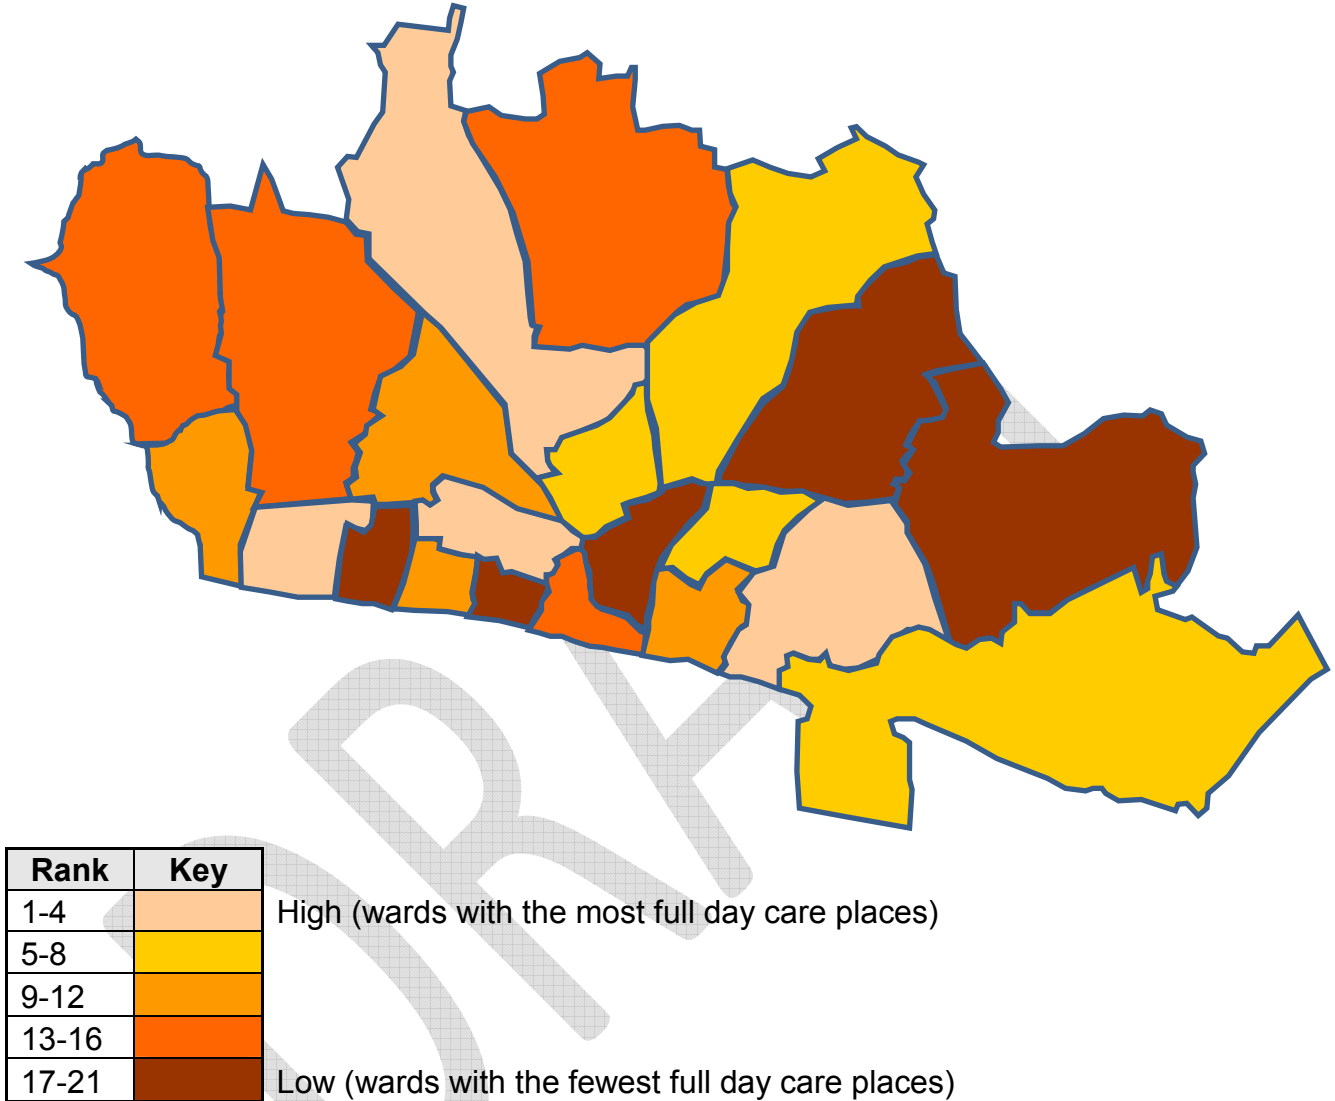 Rank Key
1-4 High (wards with the most full day care places)
5-8
9-12
13-16
17-21 Low (wards with the fewest full day care places)
DRA